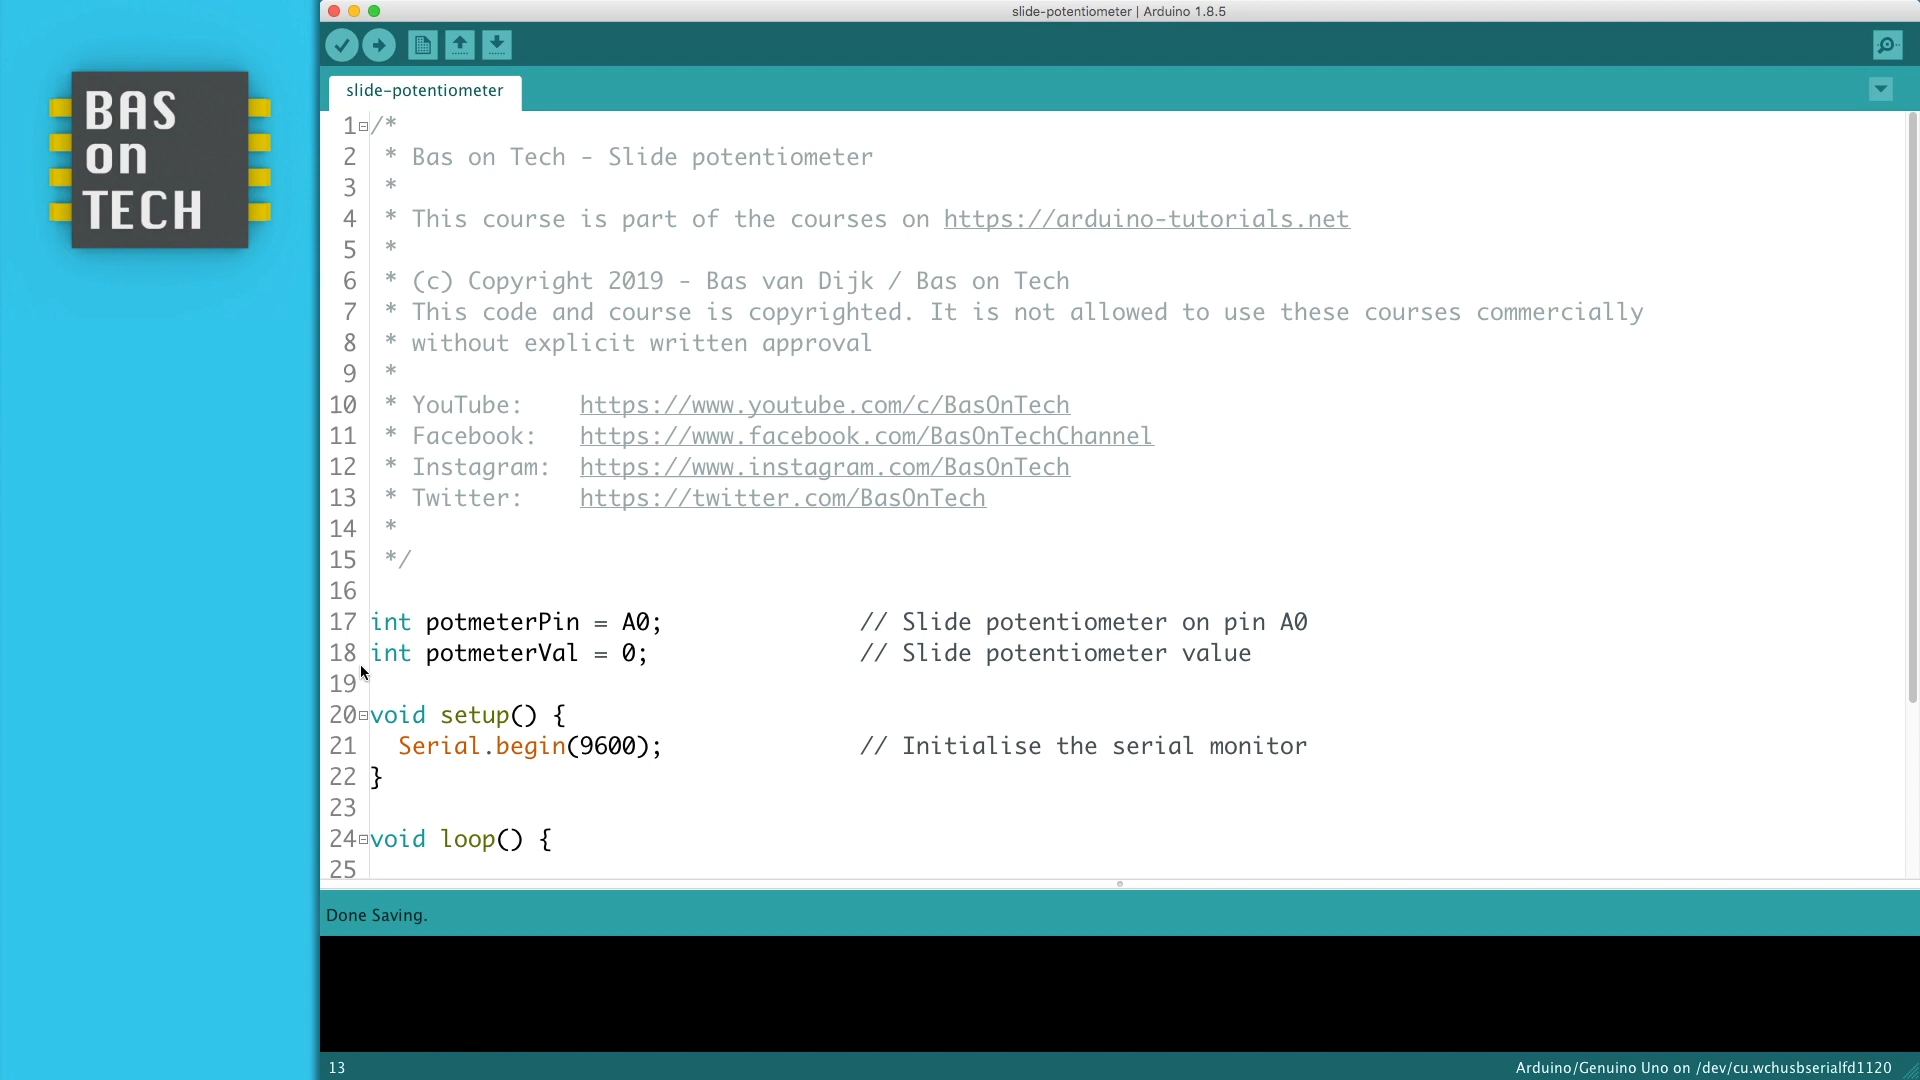 slide-potentiometer | Arduino 1.8.5
BAS
on
TECH
slide-potentiometer
1 /*
2 * Bas on Tech - Slide potentiometer
3 *
4 * This course is part of the courses on https://arduino-tutorials.net
5 *
6 * (c) Copyright 2019 - Bas van Dijk / Bas on Tech
7 * This code and course is copyrighted. It is not allowed to use these courses commercially
8 * without explicit written approval
9 *
10 * YouTube: https://www.youtube.com/c/BasOnTech
11 * Facebook: https://www.facebook.com/BasOnTechChannel
12 * Instagram: https://www.instagram.com/BasOnTech
13 * Twitter: https://twitter.com/BasOnTech
14 *
15 */
16
17 int potmeterPin = A0; // Slide potentiometer on pin A0
18 int potmeterVal = 0; // Slide potentiometer value
19
20 void setup() {
21 Serial.begin(9600); // Initialise the serial monitor
22 }
23
24 void loop() {
25
Done Saving.
13 Arduino/Genuino Uno on /dev/cu.wchusbserialfd1120